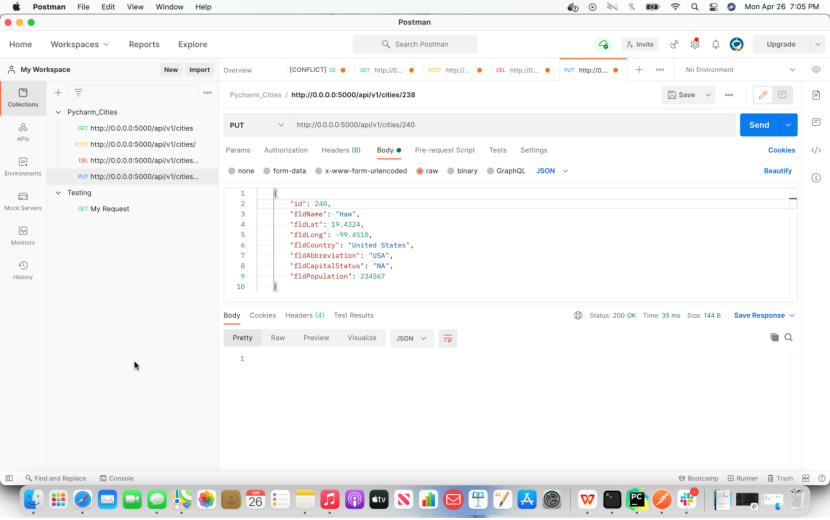 Postman File Edit View Window Help Mon Apr 26 7:05 PM
Postman
Home Workspaces Reports Explore Search Postman Invite Upgrade
My Workspace New Import
Overview [CONFLICT] GE GET http://0.... POST http://... DEL http://0.... PUT http://0.... + No Environment
Collections
APIs
Environments
Mock Servers
Monitors
History
Pycharm_Cities
GET http://0.0.0.0:5000/api/v1/cities
POST http://0.0.0.0:5000/api/v1/cities/
DEL http://0.0.0.0:5000/api/v1/cities...
PUT http://0.0.0.0:5000/api/v1/cities...
Testing
GET My Request
Pycharm_Cities / http://0.0.0.0:5000/api/v1/cities/238 Save
PUT http://0.0.0.0:5000/api/v1/cities/240 Send
Params Authorization Headers (8) Body Pre-request Script Tests Settings Cookies
none form-data x-www-form-urlencoded raw binary GraphQL JSON Beautify
1 {
2 "id": 240,
3 "fldName": "Haw",
4 "fldLat": 19.4324,
5 "fldLong": -99.4510,
6 "fldCountry": "United States",
7 "fldAbbreviation": "USA",
8 "fldCapitalStatus": "NA",
9 "fldPopulation": 234567
10 }
Body Cookies Headers (4) Test Results Status: 200 OK Time: 35 ms Size: 144 B Save Response
Pretty Raw Preview Visualize JSON
1
Find and Replace Console Bootcamp Runner Trash
APR
26
tv
PC